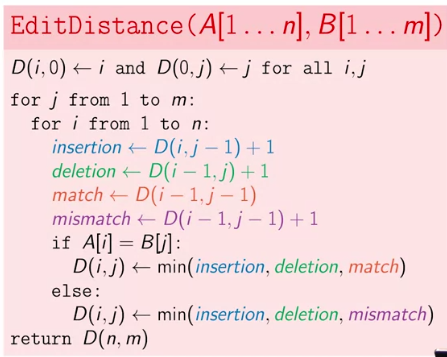 EditDistance(A[1...n], B[1...m])
D(i,0) ← i and D(0,j) ← j for all i,j
for j from 1 to m:
for i from 1 to n:
insertion ← D(i,j−1)+1
deletion ← D(i−1,j)+1
match ← D(i−1,j−1)
mismatch ← D(i−1,j−1)+1
if A[i]=B[j]:
D(i,j) ← min(insertion, deletion, match)
else:
D(i,j) ← min(insertion, deletion, mismatch)
return D(n,m)